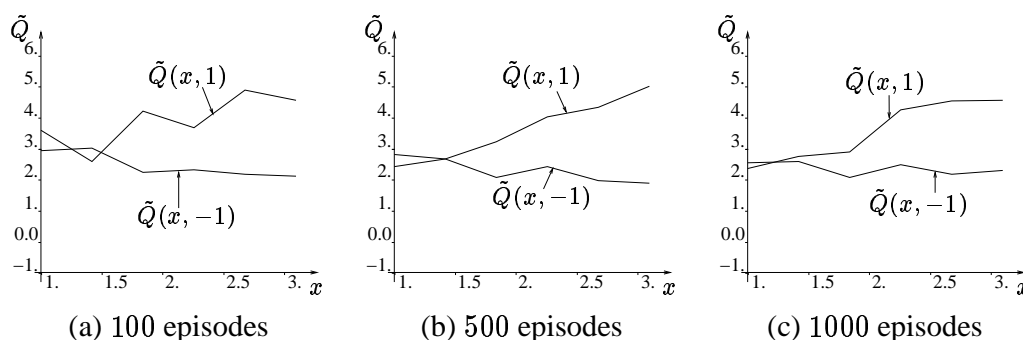 Q̃
6.
5.
4.
3.
2.
1.
0.0
−1.
1.
1.5
2.
2.5
3.
x
Q̃(x, 1)
Q̃(x, −1)
(a) 100 episodes
Q̃
6.
5.
4.
3.
2.
1.
0.0
−1.
1.
1.5
2.
2.5
3.
x
Q̃(x, 1)
Q̃(x, −1)
(b) 500 episodes
Q̃
6.
5.
4.
3.
2.
1.
0.0
−1.
1.
1.5
2.
2.5
3.
x
Q̃(x, 1)
Q̃(x, −1)
(c) 1000 episodes